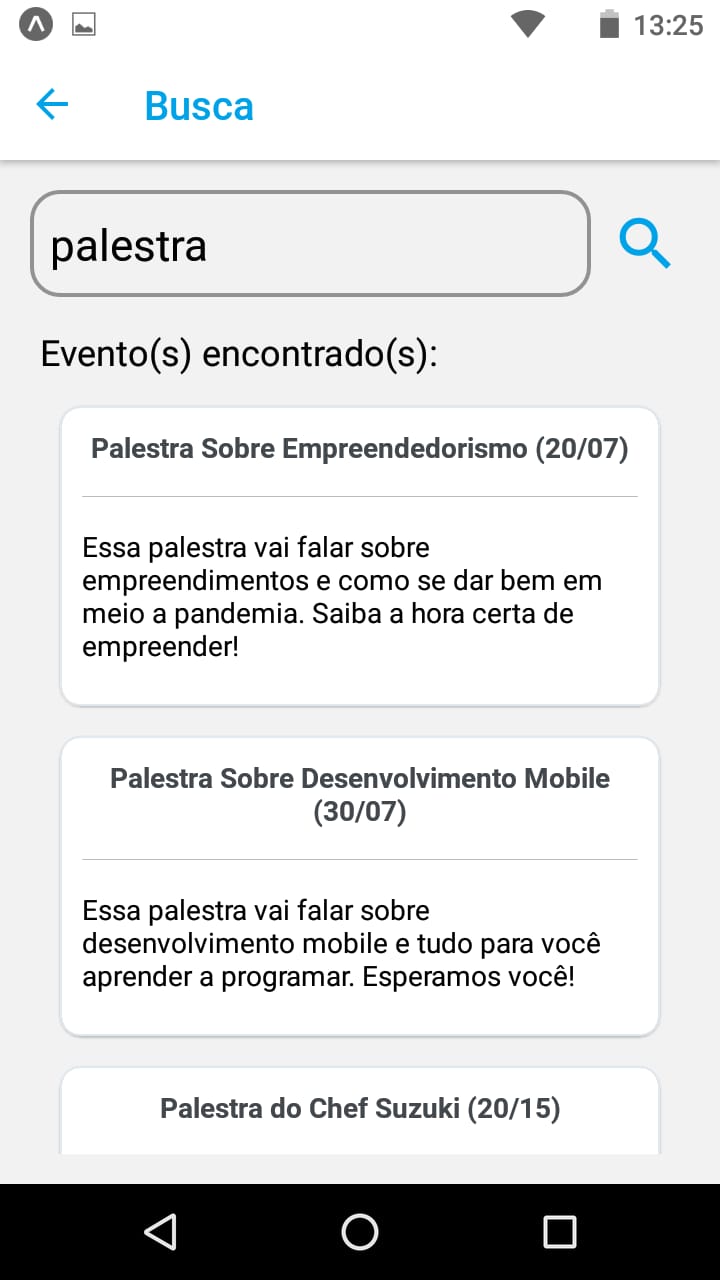 13:25
Busca
palestra
Evento(s) encontrado(s):
Palestra Sobre Empreendedorismo (20/07)
Essa palestra vai falar sobre
empreendimentos e como se dar bem em
meio a pandemia. Saiba a hora certa de
empreender!
Palestra Sobre Desenvolvimento Mobile
(30/07)
Essa palestra vai falar sobre
desenvolvimento mobile e tudo para você
aprender a programar. Esperamos você!
Palestra do Chef Suzuki (20/15)